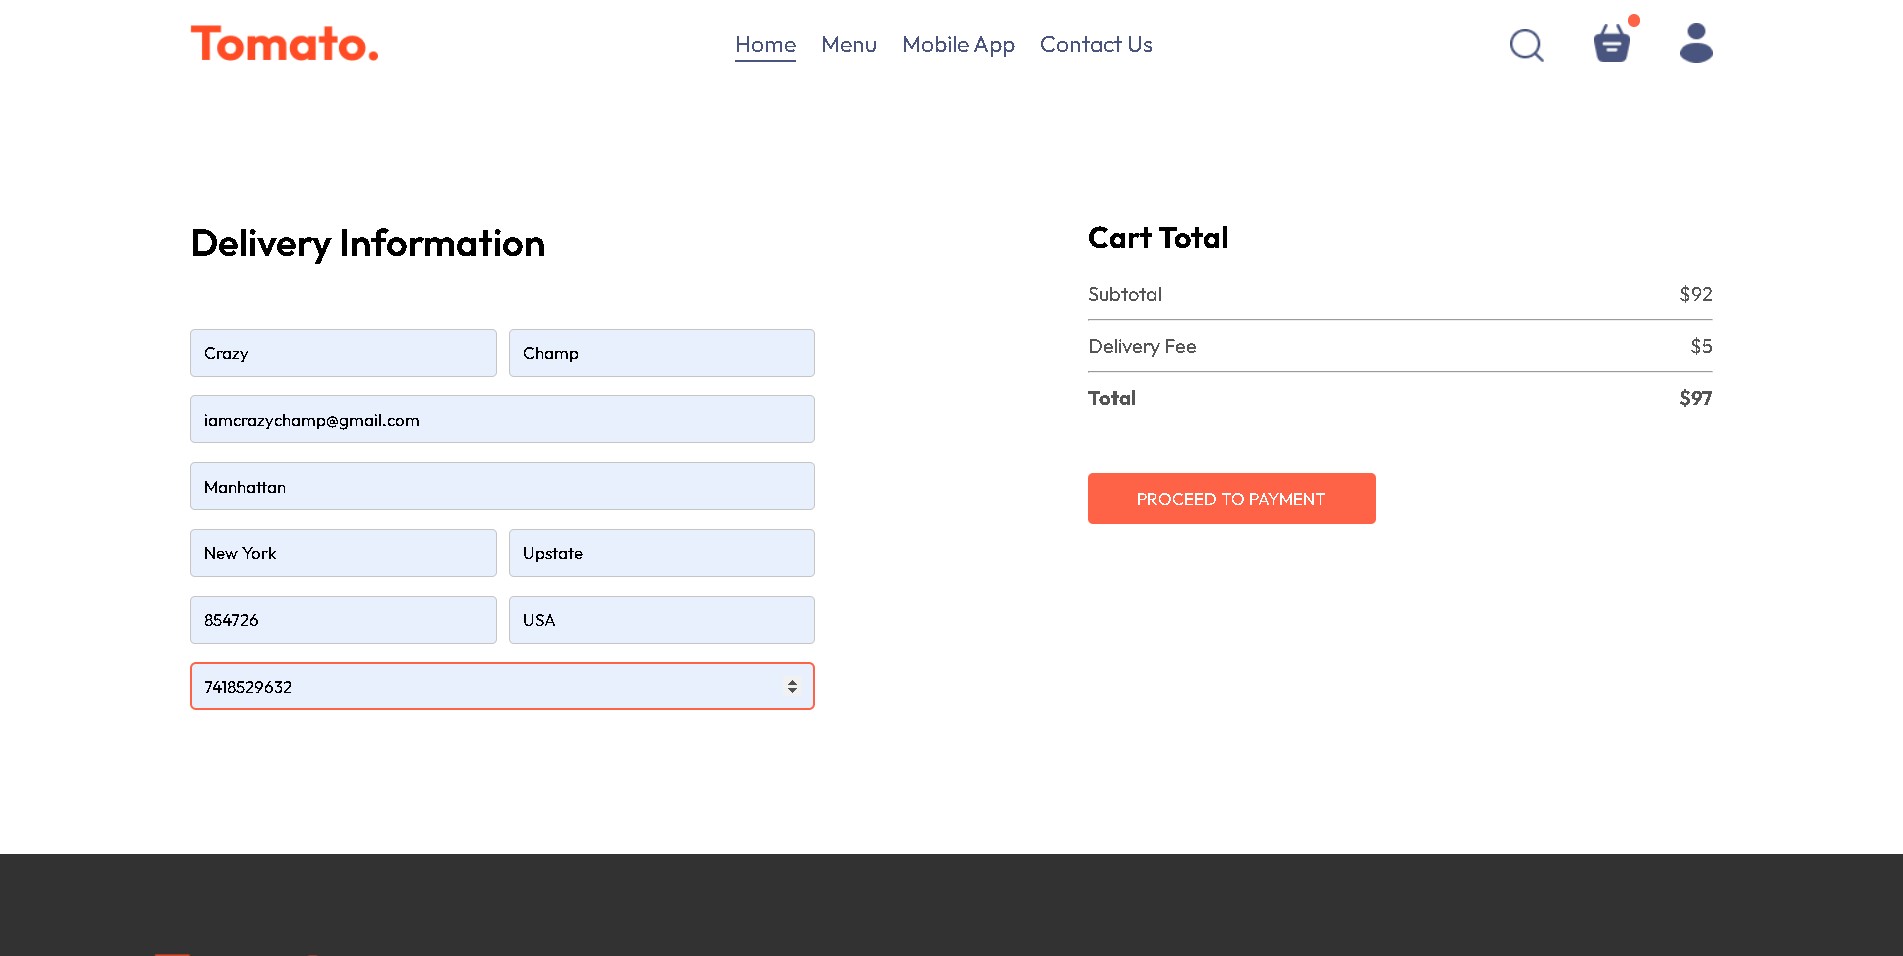 Tomato.
Home Menu Mobile App Contact Us
Delivery Information
Crazy Champ
iamcrazychamp@gmail.com
Manhattan
New York Upstate
854726 USA
7418529632
Cart Total
Subtotal $92
Delivery Fee $5
Total $97
PROCEED TO PAYMENT